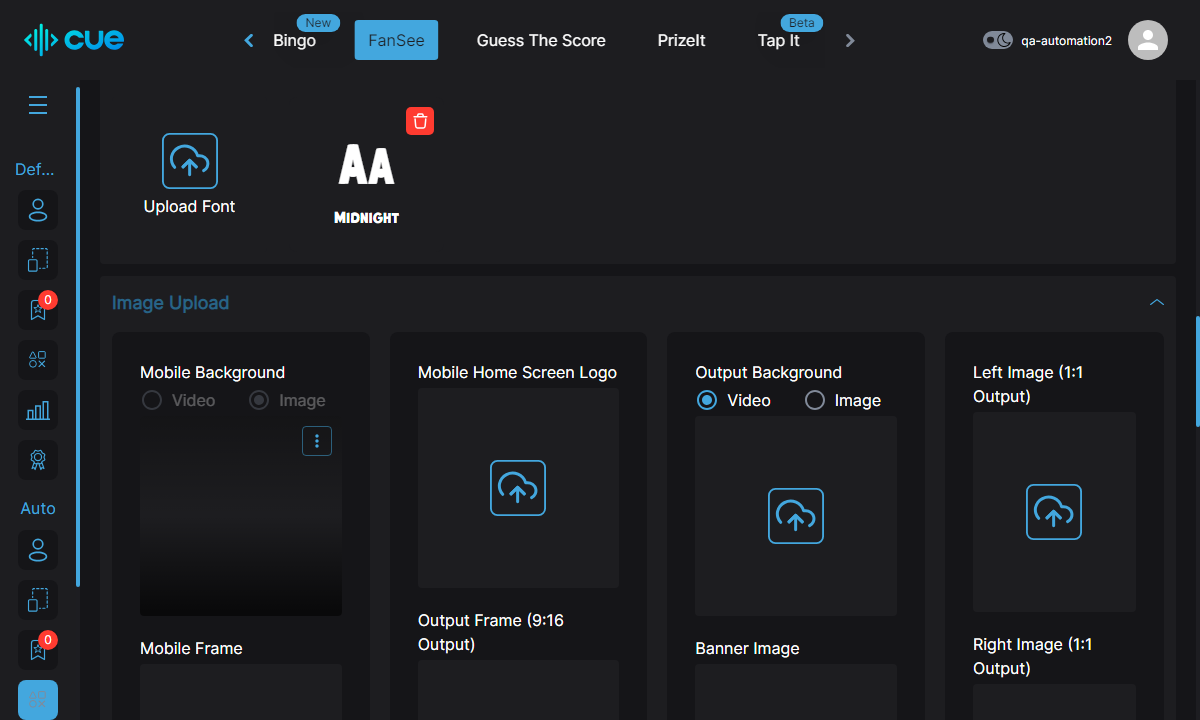 cue
New
Bingo
FanSee
Guess The Score
PrizeIt
Beta
Tap It
qa-automation2
Def...
0
Auto
0
Upload Font
AA
Midnight
Image Upload
Mobile Background
Video
Image
Mobile Frame
Mobile Home Screen Logo
Output Frame (9:16
Output)
Output Background
Video
Image
Banner Image
Left Image (1:1
Output)
Right Image (1:1
Output)